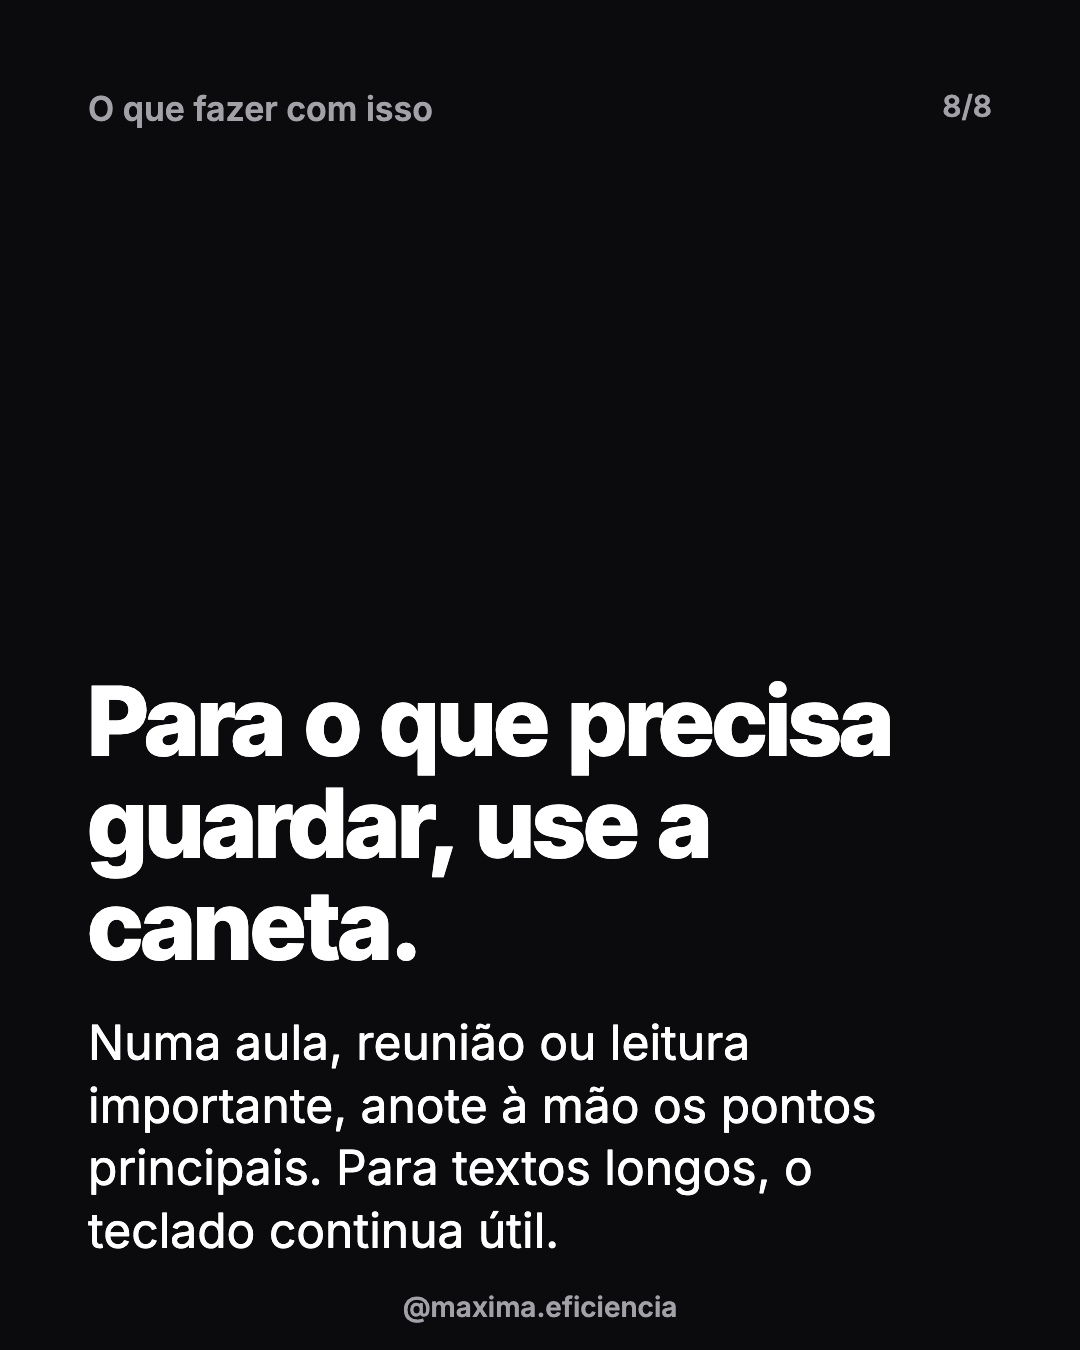 O que fazer com isso
8/8
Para o que precisa
guardar, use a
caneta.
Numa aula, reunião ou leitura
importante, anote à mão os pontos
principais. Para textos longos, o
teclado continua útil.
@maxima.eficiencia